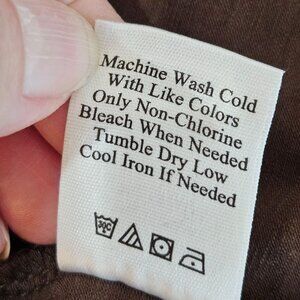 Machine Wash Cold
With Like Colors
Only Non-Chlorine
Bleach When Needed
Tumble Dry Low
Cool Iron If Needed
30C